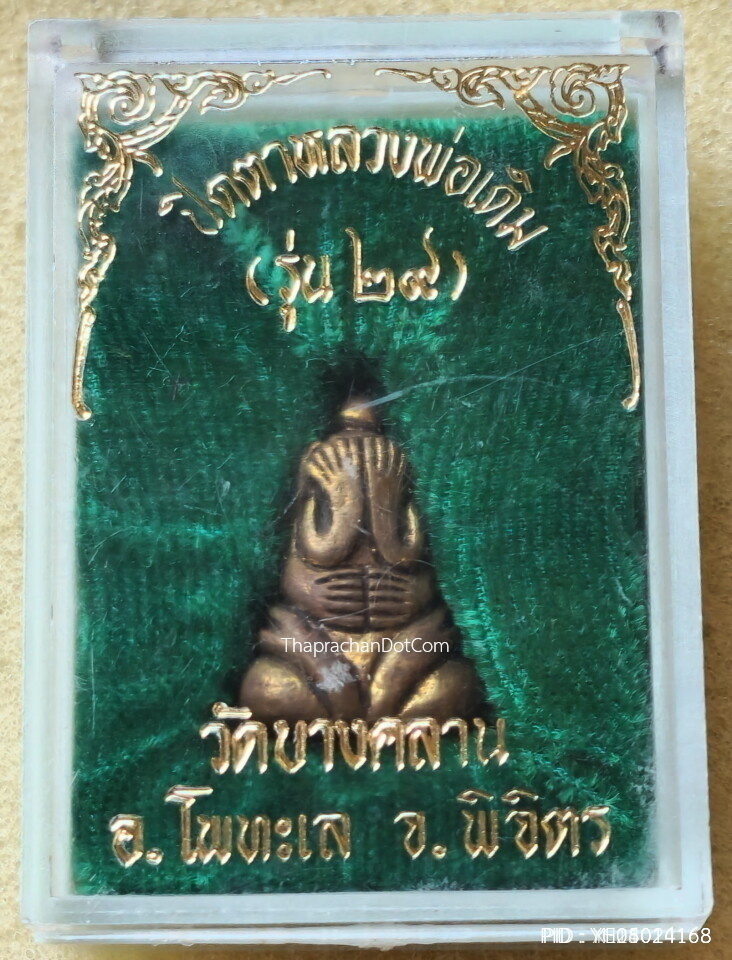 ปิดตาหลวงพ่อเดิม
(รุ่น ๒๙)
ThaprachanDotCom
วัดบางคลาน
อ.โพทะเล จ.พิจิตร